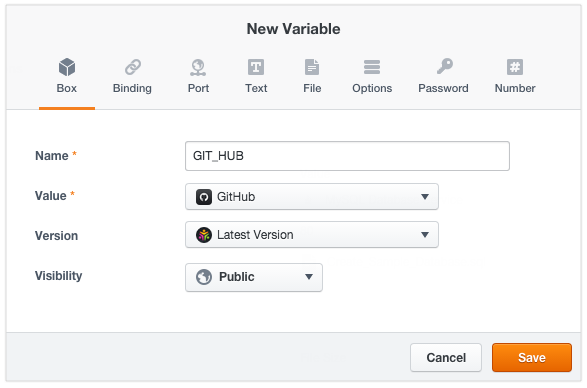 New Variable
Box Binding Port Text File Options Password Number
Name * GIT_HUB
Value * GitHub
Version Latest Version
Visibility Public
Cancel Save